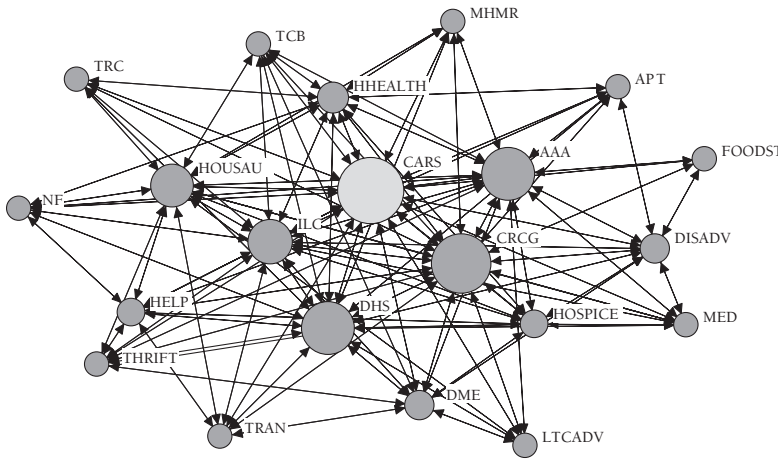 MHMR
TCB
TRC
APT
HHEALTH
FOODST
AAA
CARS
HOUSAU
NF
ILC
CRCG
DISADV
HELP
DHS
HOSPICE
MED
THRIFT
DME
TRAN
LTCADV